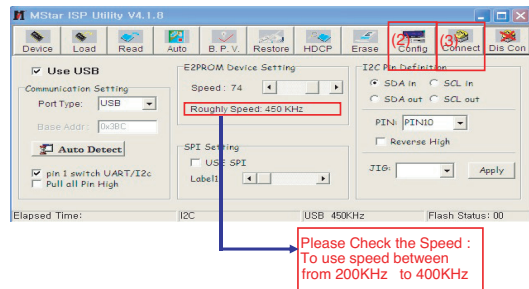 MStar ISP Utility V4.1.8
Device Load Read Auto B. P. V. Restore HDCP Erase Config Connect Dis Con
(2) (3)
Use USB
E2PROM Device Setting
I2C Pin Definition
Communication Setting
Speed : 74
SDA in SCL in
Port Type: USB
SDA out SCL out
Roughly Speed: 450 KHz
Base Addr: 0x3BC
PIN: PIN10
Auto Detect
SPI Setting
Reverse High
USE SPI
pin 1 switch UART/I2c
Label1
JIG: Apply
Pull all Pin High
Elapsed Time: I2C USB 450KHz Flash Status: 00
Please Check the Speed :
To use speed between
from 200KHz to 400KHz